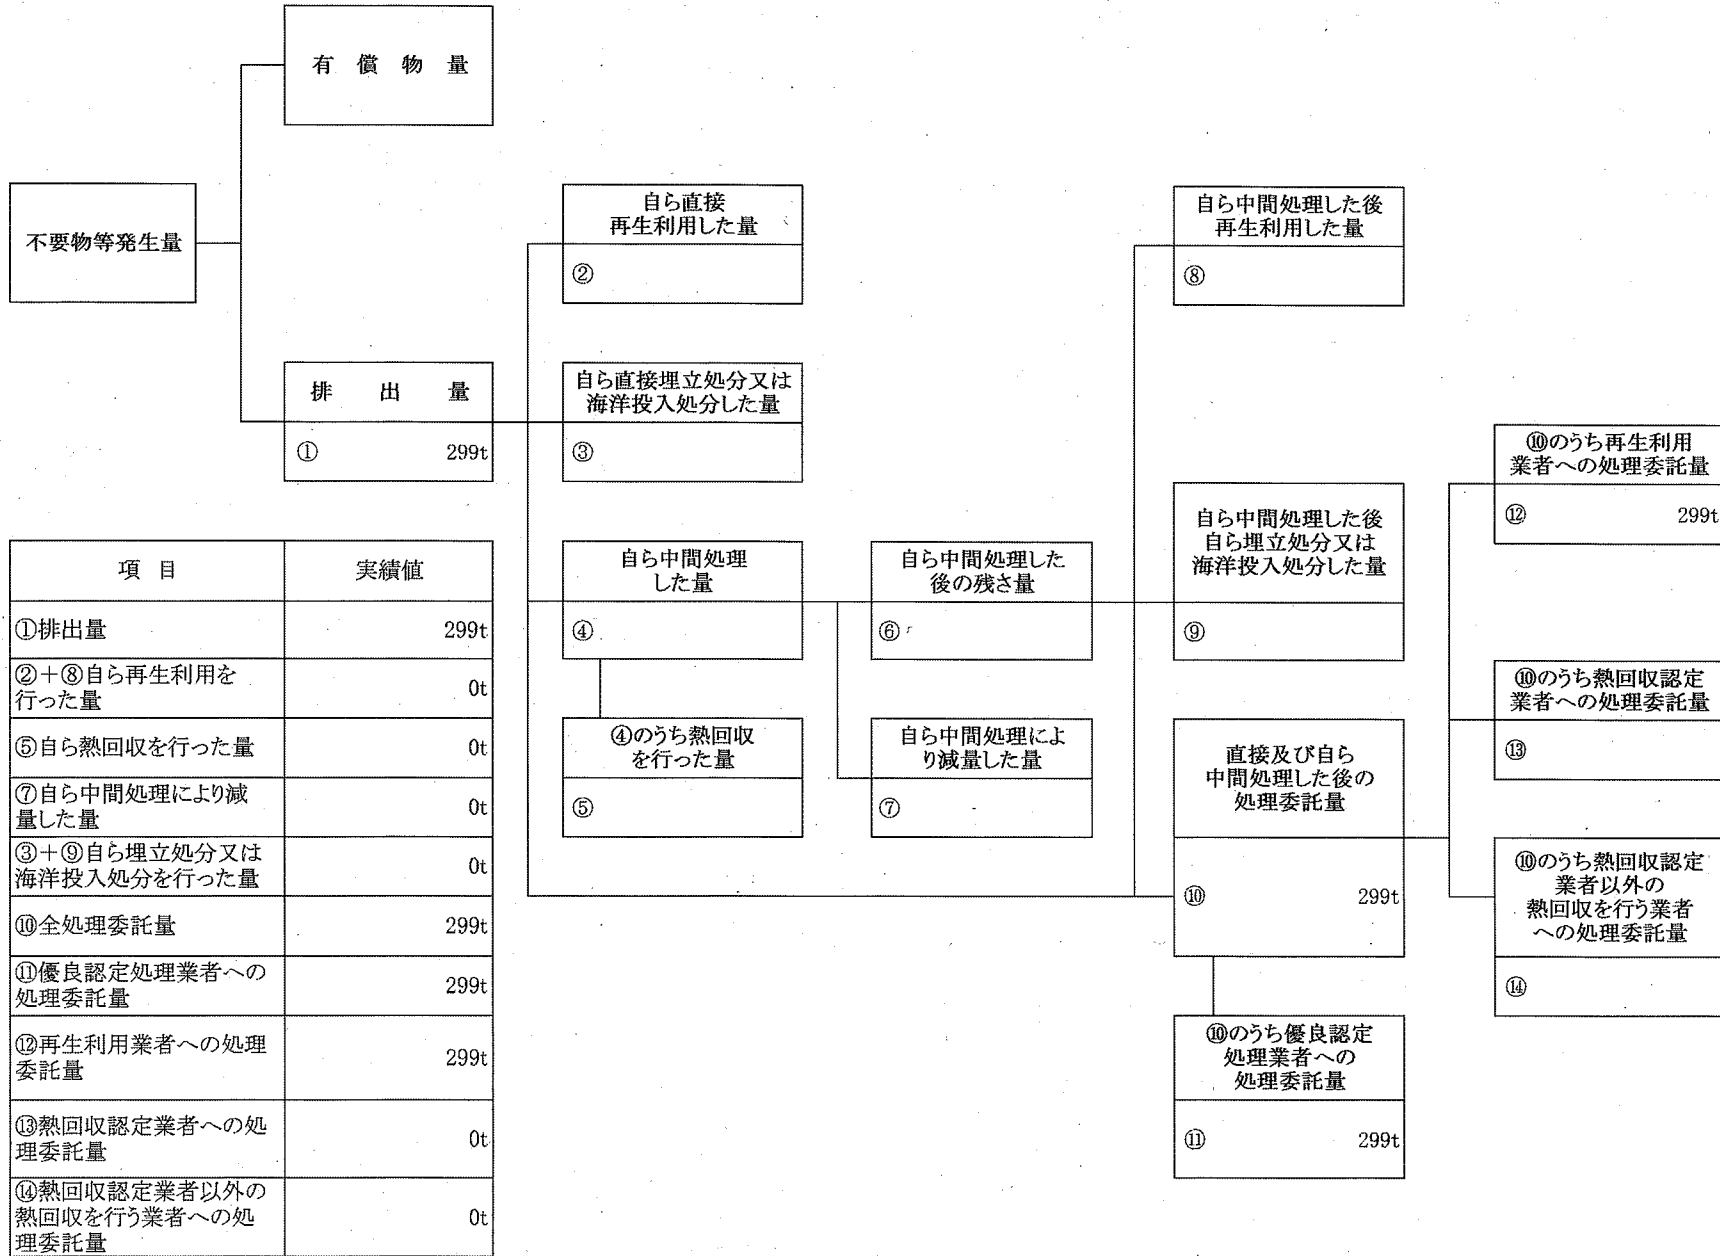 有 償 物 量
不要物等発生量
排 出 量
① 299t
自ら直接
再生利用した量
②
自ら直接埋立処分又は
海洋投入処分した量
③
自ら中間処理
した量
④
④のうち熱回収
を行った量
⑤
自ら中間処理した
後の残さ量
⑥
自ら中間処理によ
り減量した量
⑦
自ら中間処理した後
再生利用した量
⑧
自ら中間処理した後
自ら埋立処分又は
海洋投入処分した量
⑨
直接及び自ら
中間処理した後の
処理委託量
⑩ 299t
⑩のうち優良認定
処理業者への
処理委託量
⑪ 299t
⑩のうち再生利用
業者への処理委託量
⑫ 299t
⑩のうち熱回収認定
業者への処理委託量
⑬
⑩のうち熱回収認定
業者以外の
熱回収を行う業者
への処理委託量
⑭
項 目 実績値
①排出量 299t
②+⑧自ら再生利用を
行った量 0t
⑤自ら熱回収を行った量 0t
⑦自ら中間処理により減
量した量 0t
③+⑨自ら埋立処分又は
海洋投入処分を行った量 0t
⑩全処理委託量 299t
⑪優良認定処理業者への
処理委託量 299t
⑫再生利用業者への処理
委託量 299t
⑬熱回収認定業者への処
理委託量 0t
⑭熱回収認定業者以外の
熱回収を行う業者への処
理委託量 0t